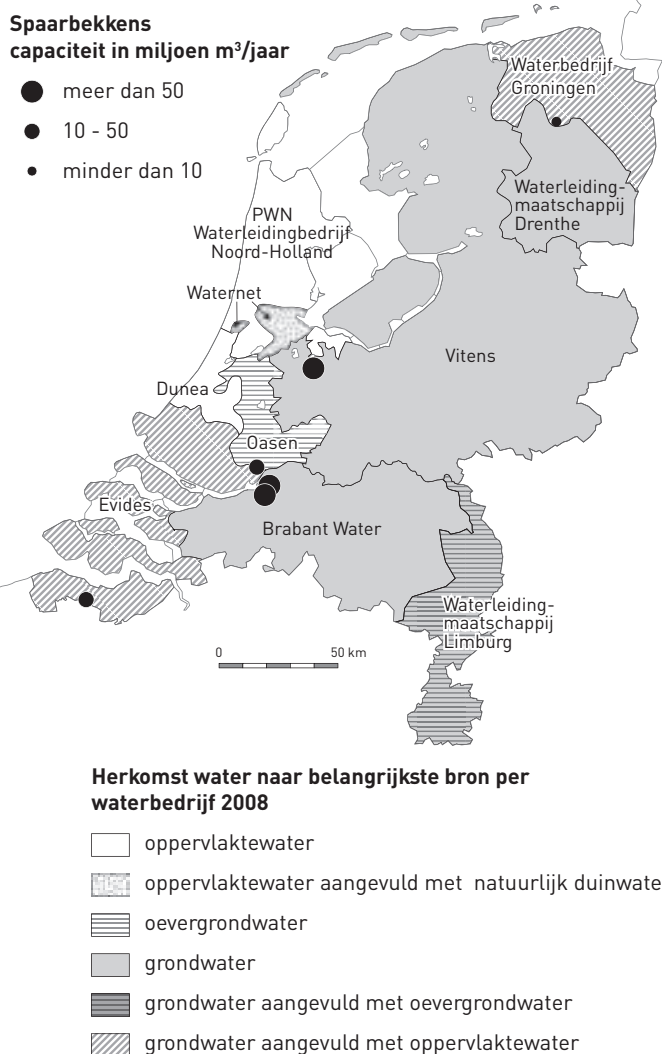 Spaarbekkens
capaciteit in miljoen m³/jaar
meer dan 50
10 - 50
minder dan 10
Waterbedrijf
Groningen
Waterleiding-
maatschappij
Drenthe
PWN
Waterleidingbedrijf
Noord-Holland
Waternet
Vitens
Dunea
Oasen
Evides
Brabant Water
Waterleiding-
maatschappij
Limburg
0 50 km
Herkomst water naar belangrijkste bron per
waterbedrijf 2008
oppervlaktewater
oppervlaktewater aangevuld met natuurlijk duinwate
oevergrondwater
grondwater
grondwater aangevuld met oevergrondwater
grondwater aangevuld met oppervlaktewater